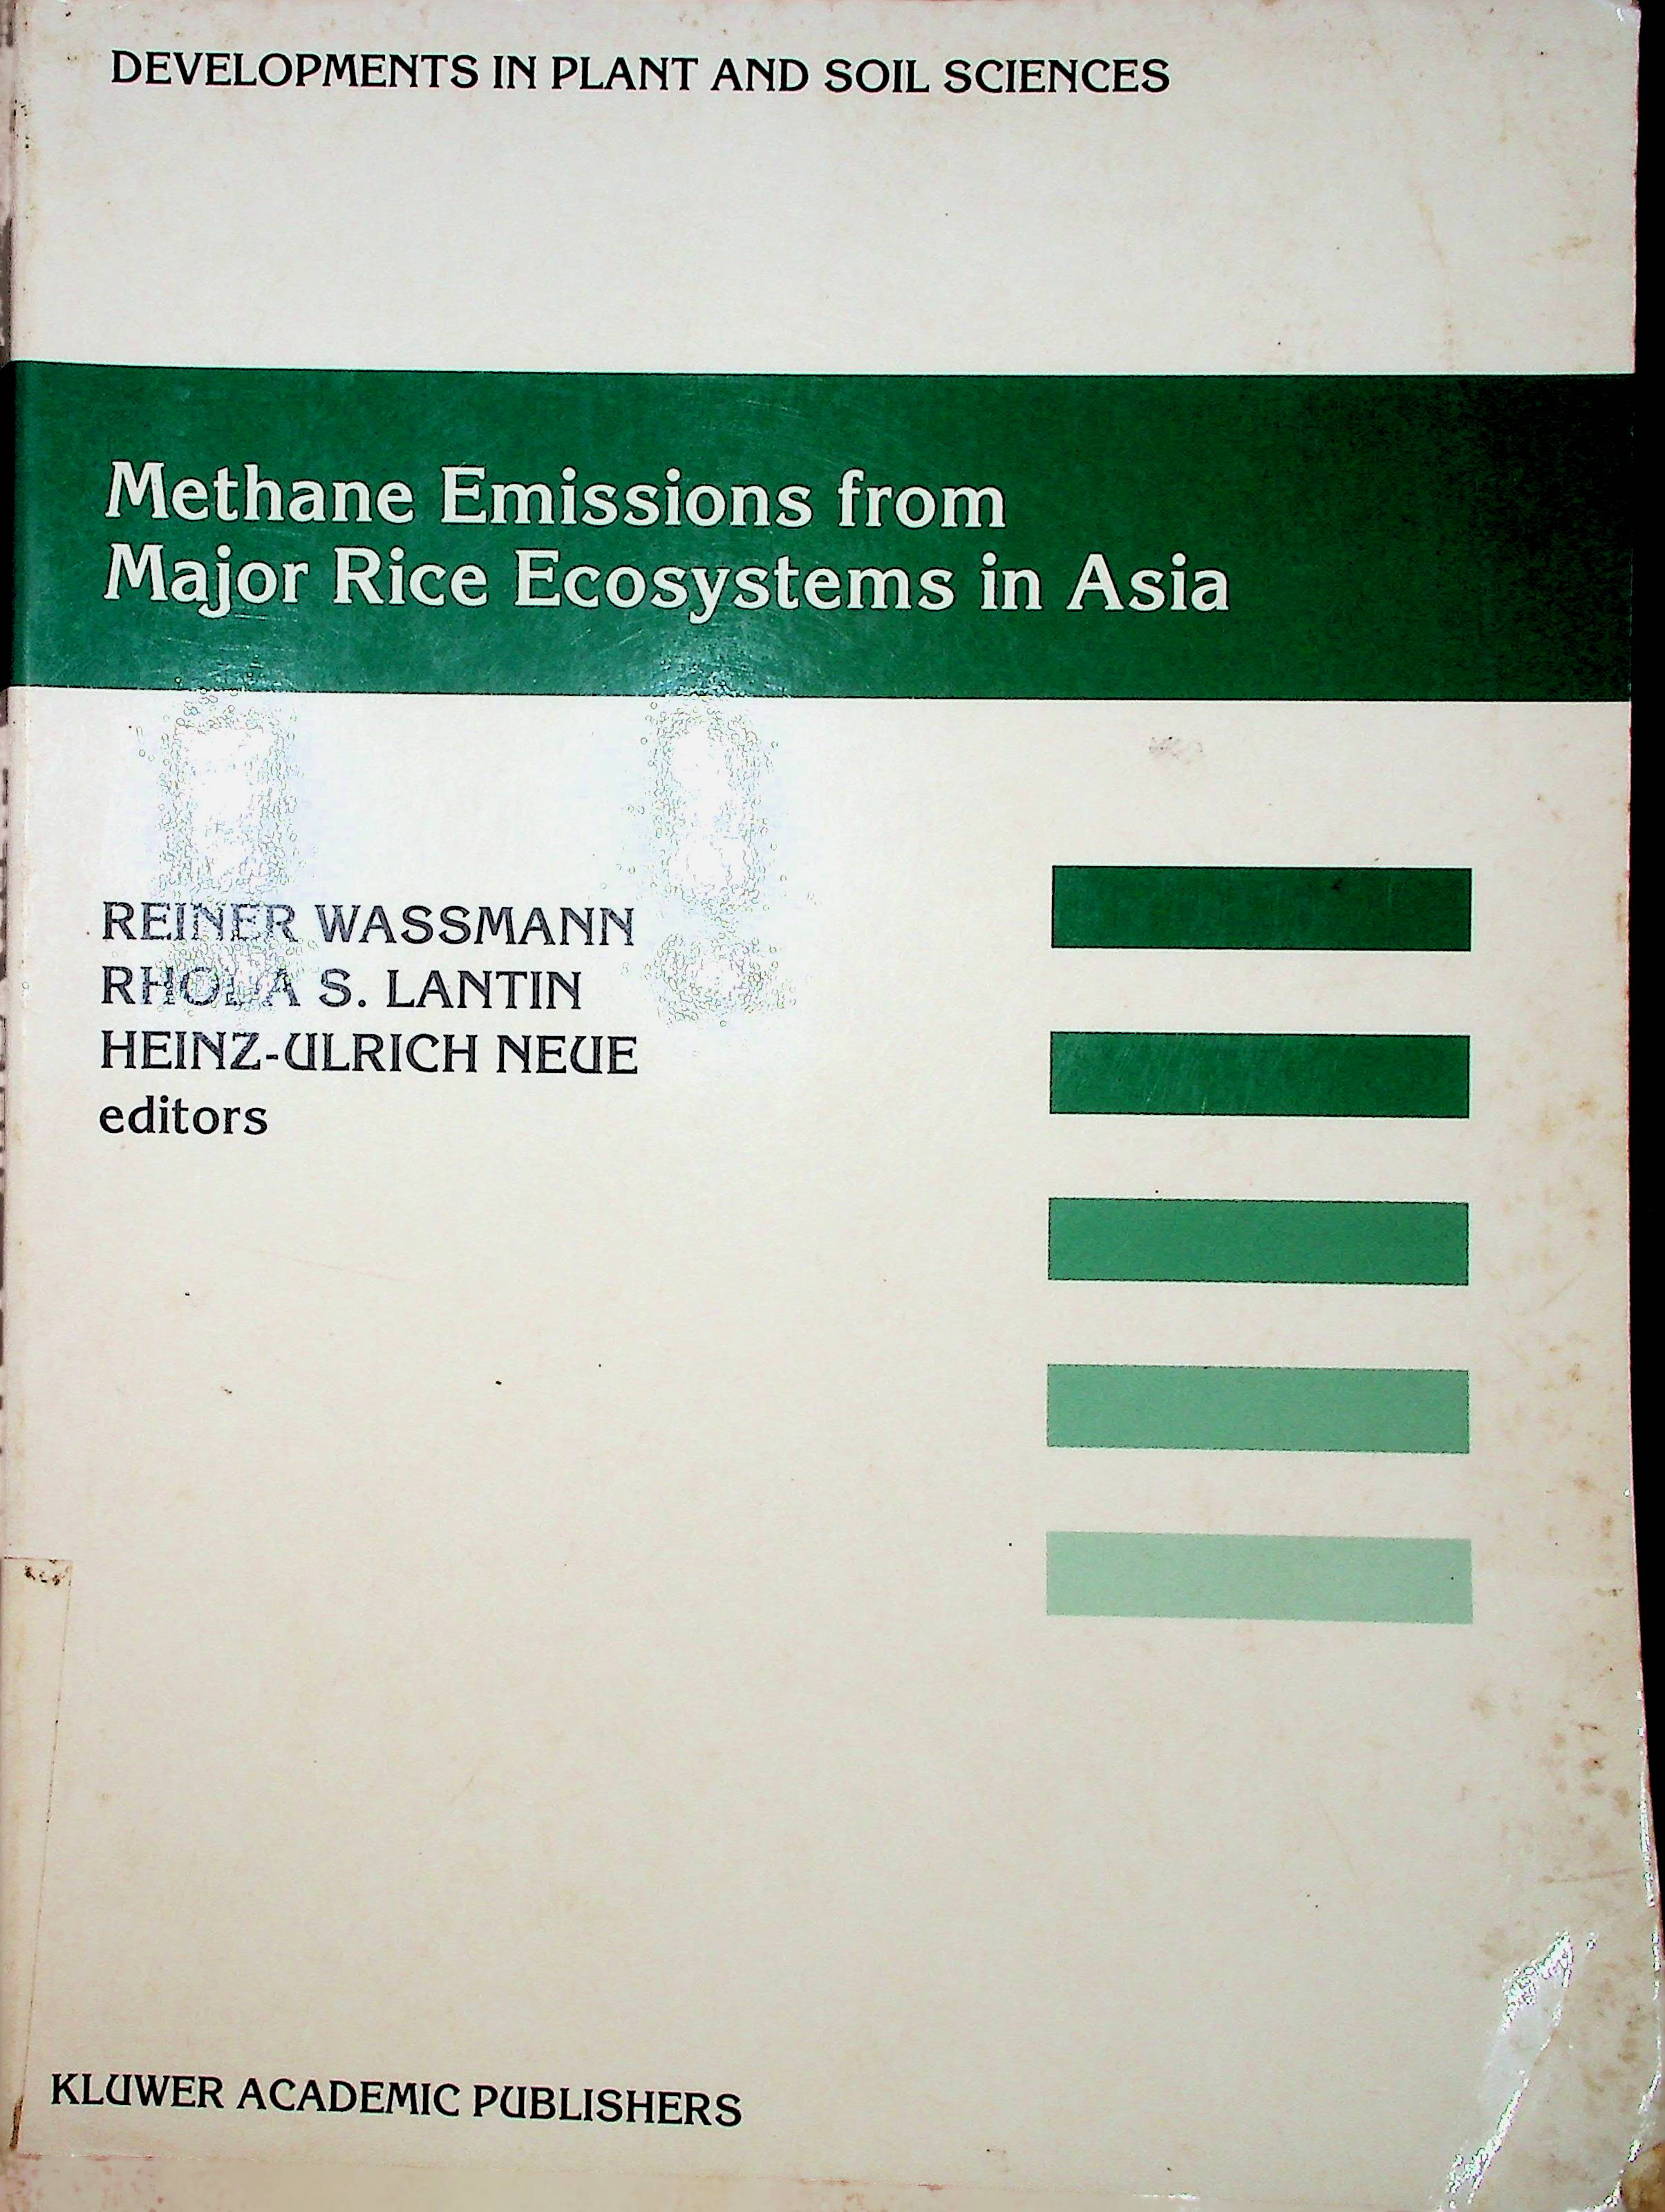 DEVELOPMENTS IN PLANT AND SOIL SCIENCES
Methane Emissions from
Major Rice Ecosystems in Asia
REINER WASSMANN
RHODA S. LANTIN
HEINZ-ULRICH NEUE
editors
KLUWER ACADEMIC PUBLISHERS